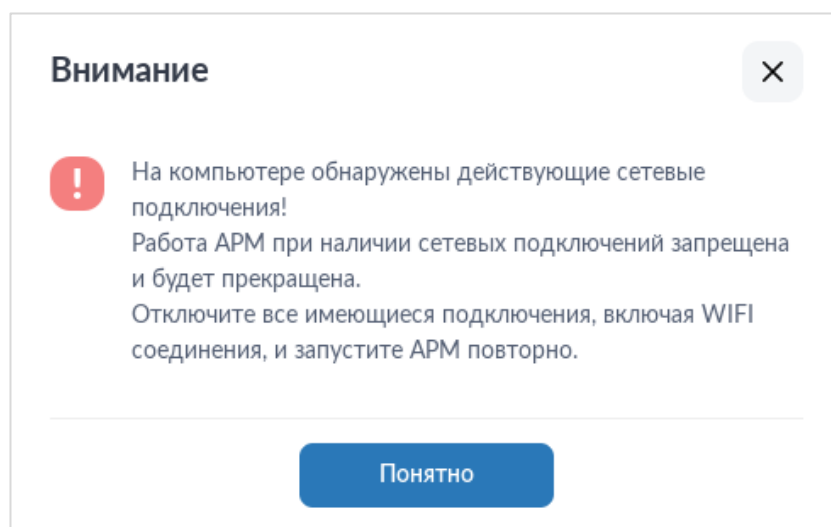 Внимание
На компьютере обнаружены действующие сетевые
подключения!
Работа АРМ при наличии сетевых подключений запрещена
и будет прекращена.
Отключите все имеющиеся подключения, включая WIFI
соединения, и запустите АРМ повторно.
Понятно